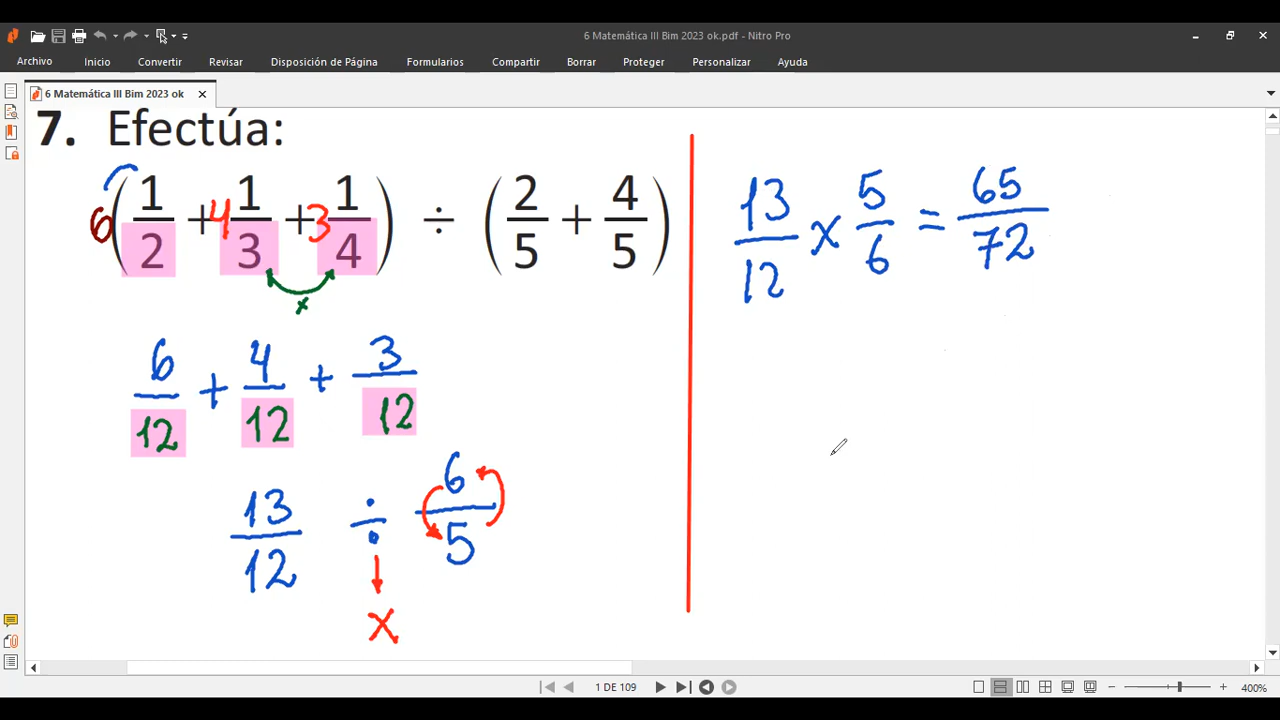 6 Matemática III Bim 2023 ok.pdf - Nitro Pro
Archivo Inicio Convertir Revisar Disposición de Página Formularios Compartir Borrar Proteger Personalizar Ayuda
6 Matemática III Bim 2023 ok
7. Efectúa:
6 (1/2 + 4 1/3 + 3 1/4) ÷ (2/5 + 4/5)
x
6/12 + 4/12 + 3/12
13/12 ÷ 6/5
x
13/12 x 5/6 = 65/72
1 DE 109
400%